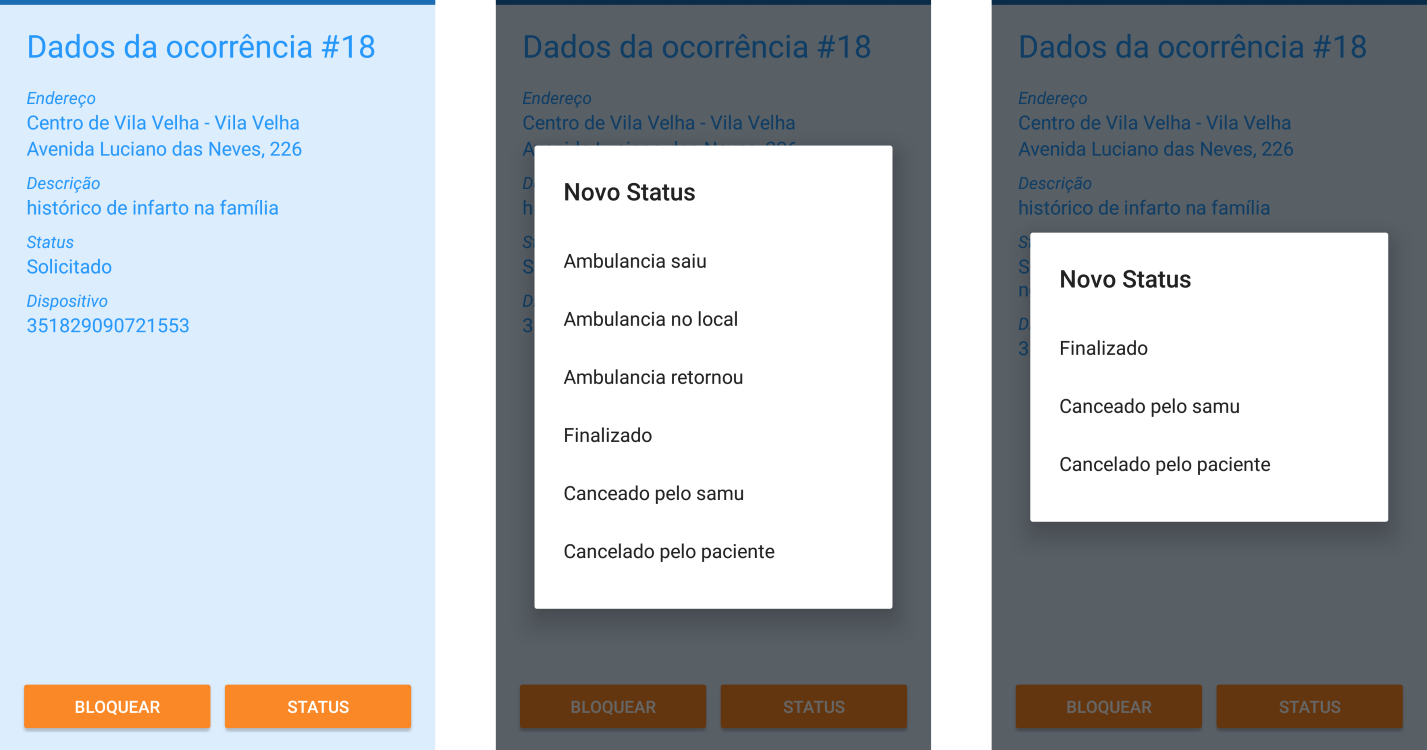 Dados da ocorrência #18
Endereço
Centro de Vila Velha - Vila Velha
Avenida Luciano das Neves, 226
Descrição
histórico de infarto na família
Status
Solicitado
Dispositivo
351829090721553
BLOQUEAR
STATUS
Dados da ocorrência #18
Endereço
Centro de Vila Velha - Vila Velha
Novo Status
Ambulancia saiu
Ambulancia no local
Ambulancia retornou
Finalizado
Canceado pelo samu
Cancelado pelo paciente
BLOQUEAR
STATUS
Dados da ocorrência #18
Endereço
Centro de Vila Velha - Vila Velha
Avenida Luciano das Neves, 226
Descrição
histórico de infarto na família
Novo Status
Finalizado
Canceado pelo samu
Cancelado pelo paciente
BLOQUEAR
STATUS